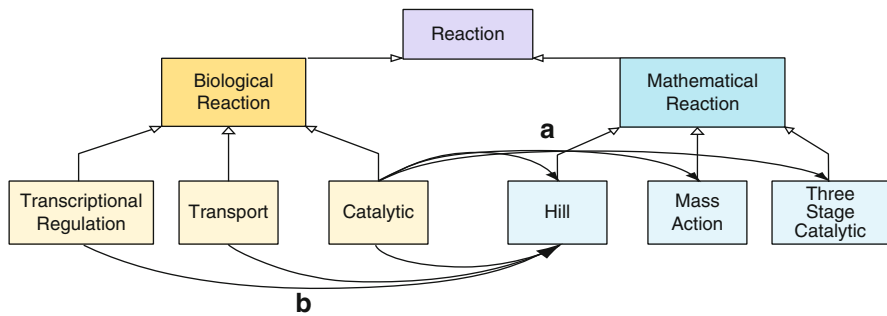 Reaction
Biological
Reaction
Mathematical
Reaction
a
Transcriptional
Regulation
Transport
Catalytic
Hill
Mass
Action
Three
Stage
Catalytic
b